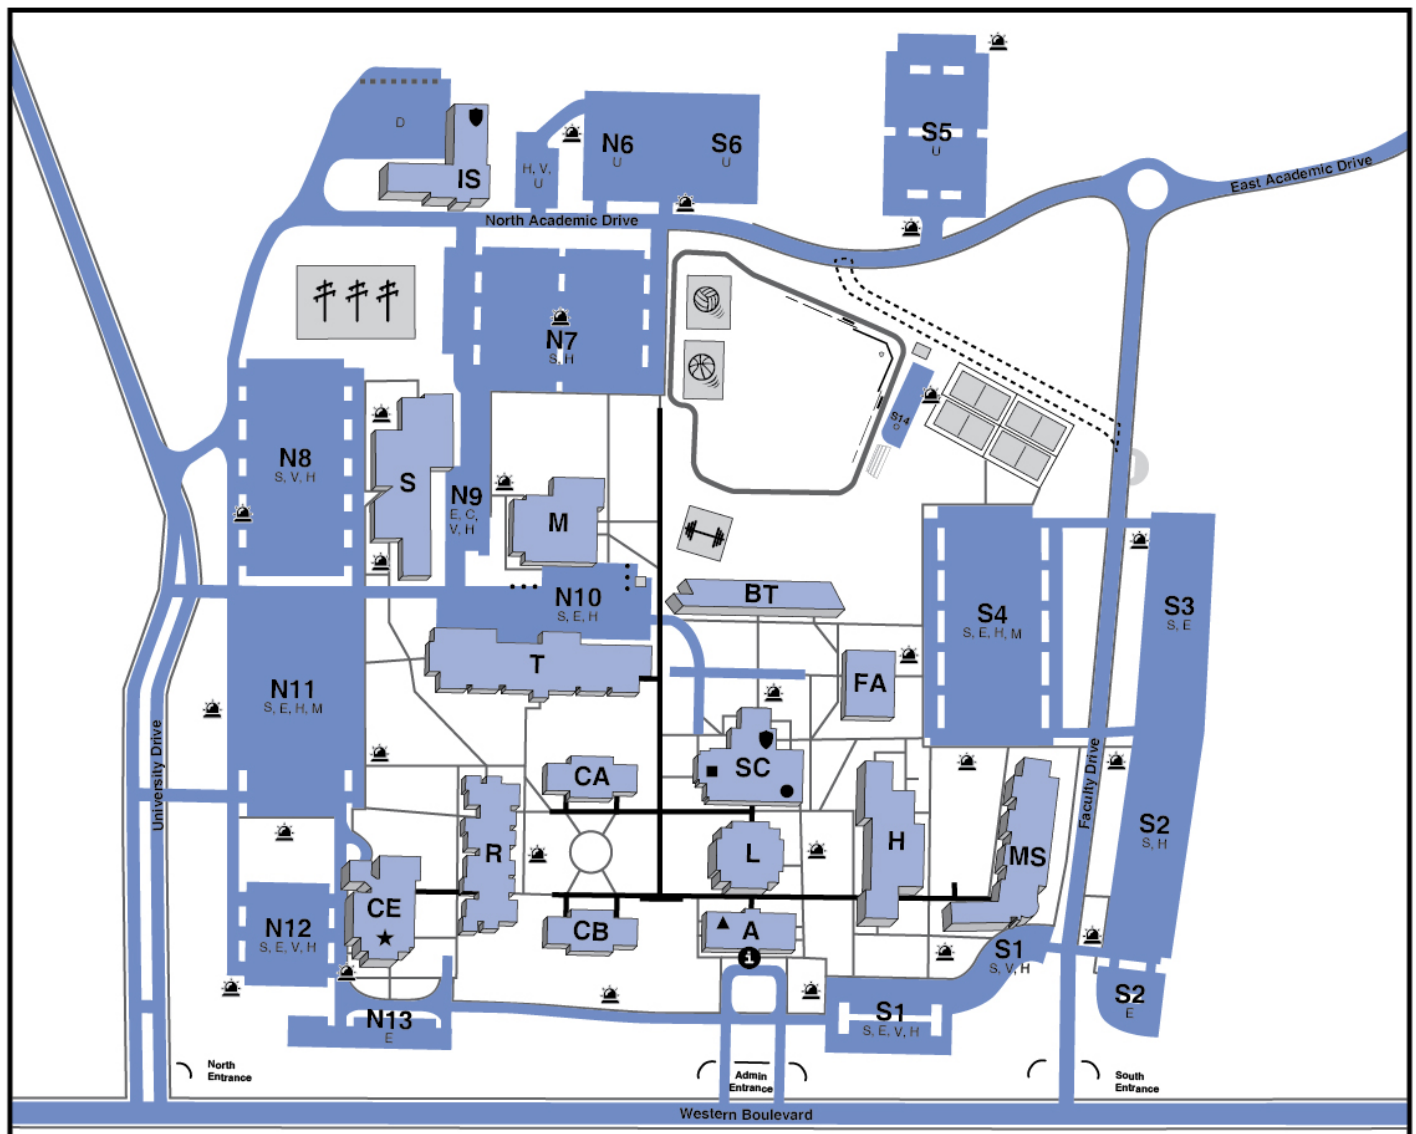 S5
U
D
N6
U
S6
U
H, V,
U
IS
East Academic Drive
North Academic Drive
N7
S, H
S14
D
N8
S, V, H
S
N9
E, C,
V, H
M
N10
S, E, H
BT
S4
S, E, H, M
S3
S, E
T
FA
N11
S, E, H, M
University Drive
Faculty Drive
CA
SC
R
L
H
MS
S2
S, H
CE
N12
S, E, V, H
CB
A
i
S1
S, V, H
S2
E
N13
E
S1
S, E, V, H
North
Entrance
Admin
Entrance
South
Entrance
Western Boulevard